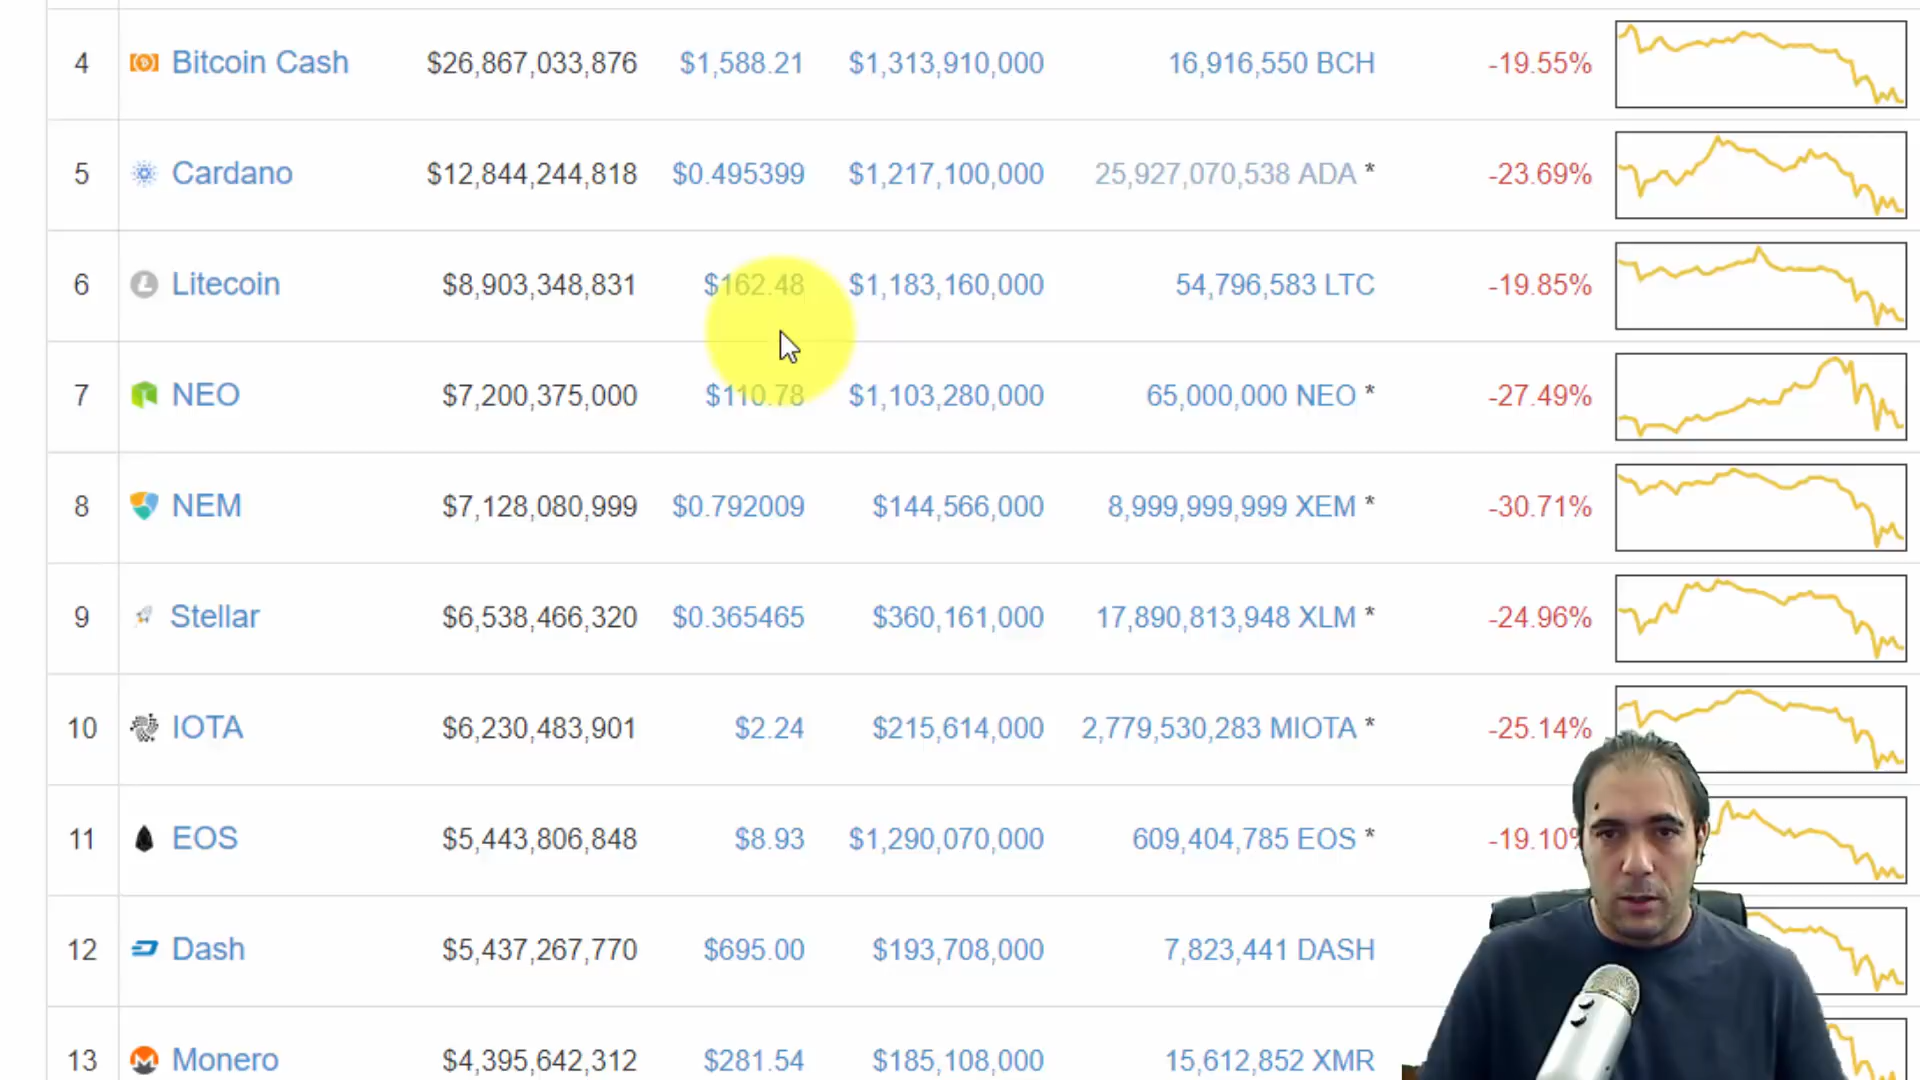 4 Bitcoin Cash $26,867,033,876 $1,588.21 $1,313,910,000 16,916,550 BCH -19.55%
5 Cardano $12,844,244,818 $0.495399 $1,217,100,000 25,927,070,538 ADA * -23.69%
6 Litecoin $8,903,348,831 $162.48 $1,183,160,000 54,796,583 LTC -19.85%
7 NEO $7,200,375,000 $110.78 $1,103,280,000 65,000,000 NEO * -27.49%
8 NEM $7,128,080,999 $0.792009 $144,566,000 8,999,999,999 XEM * -30.71%
9 Stellar $6,538,466,320 $0.365465 $360,161,000 17,890,813,948 XLM * -24.96%
10 IOTA $6,230,483,901 $2.24 $215,614,000 2,779,530,283 MIOTA * -25.14%
11 EOS $5,443,806,848 $8.93 $1,290,070,000 609,404,785 EOS * -19.10%
12 Dash $5,437,267,770 $695.00 $193,708,000 7,823,441 DASH
13 Monero $4,395,642,312 $281.54 $185,108,000 15,612,852 XMR